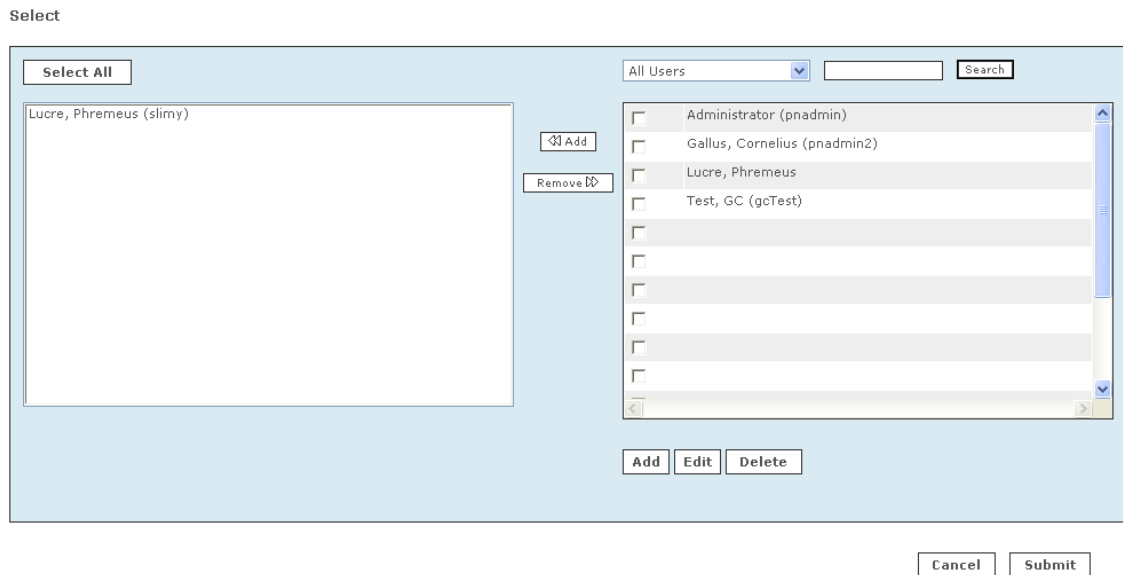 Select
Select All
All Users
Search
Lucre, Phremeus (slimy)
Add
Remove
Administrator (pnadmin)
Gallus, Cornelius (pnadmin2)
Lucre, Phremeus
Test, GC (gcTest)
Add Edit Delete
Cancel Submit